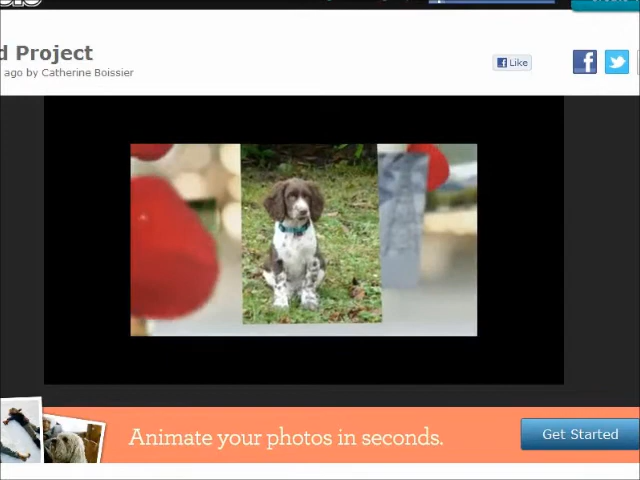 d Project
ago by Catherine Boissier
Like
Animate your photos in seconds.
Get Started